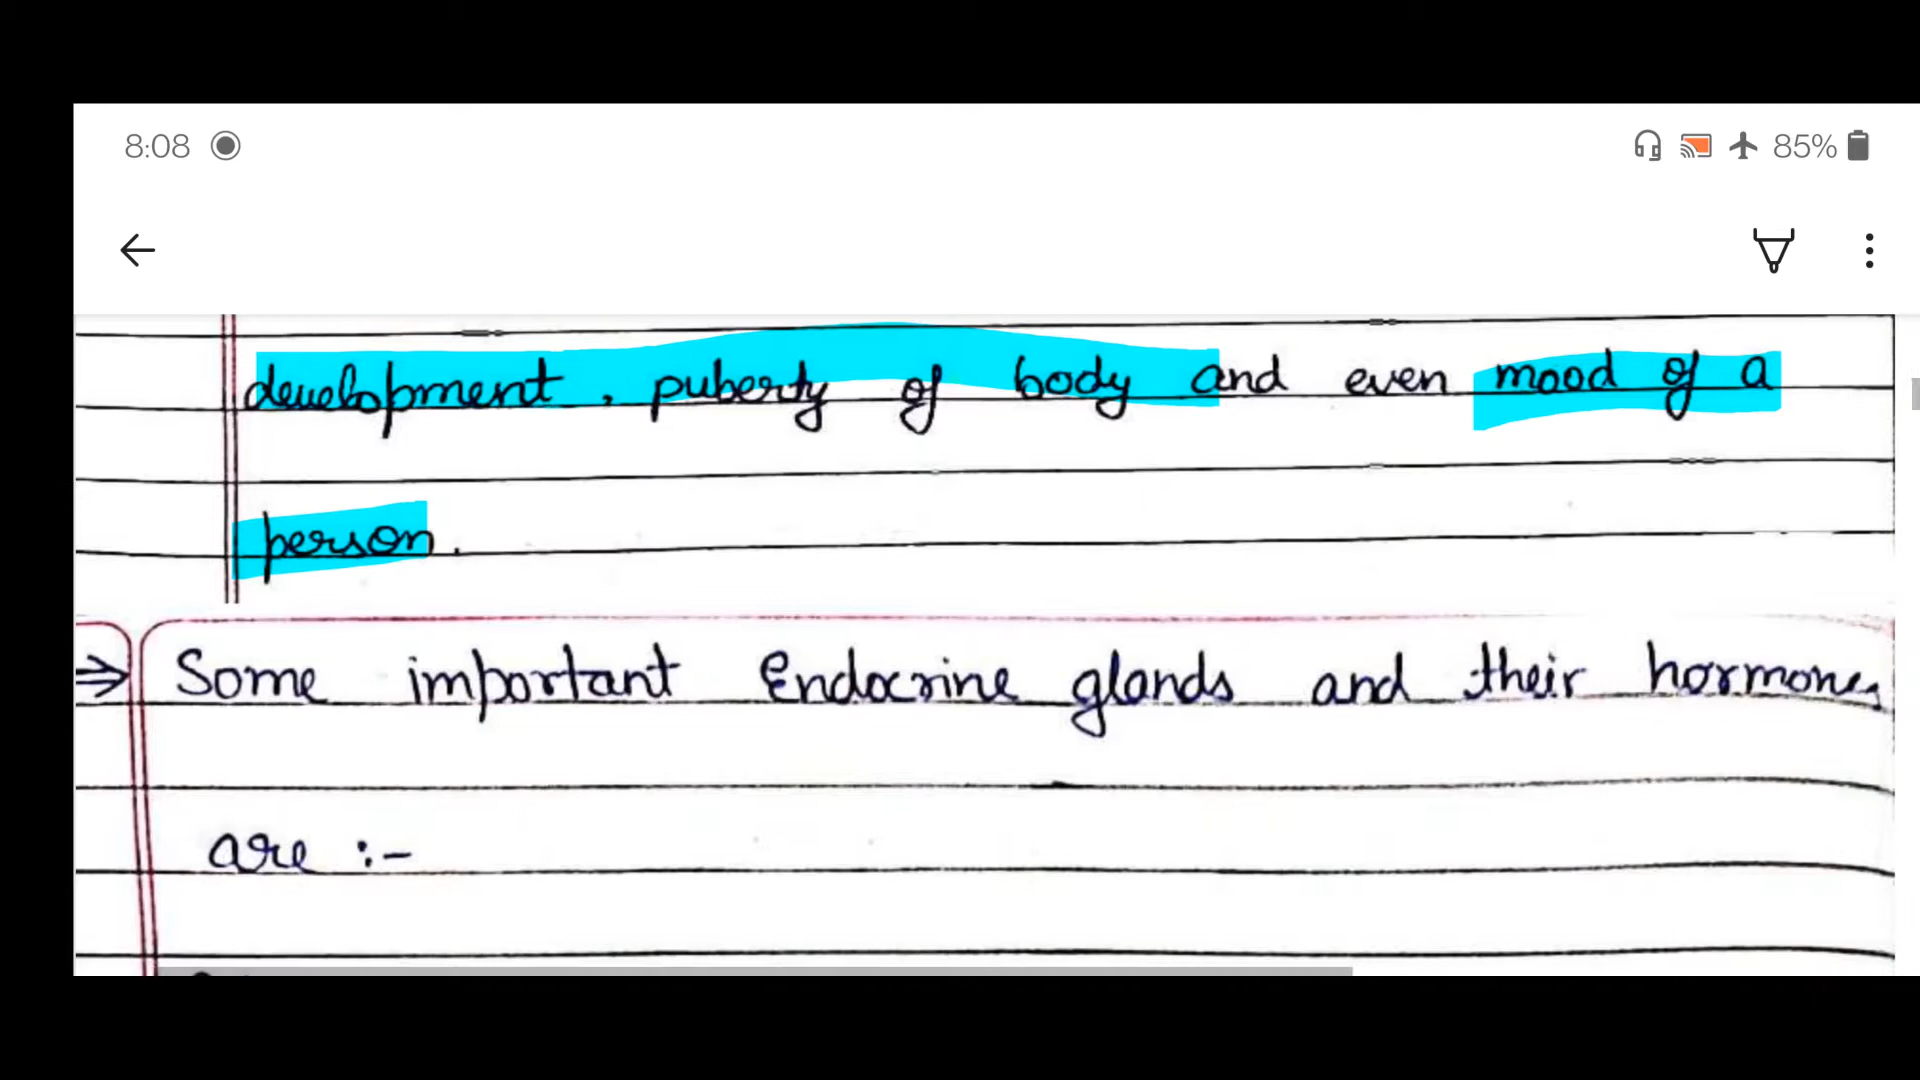 8:08 85%
development, puberty of body and even mood of a
person.
⇒ Some important Endocrine glands and their hormones
are :-